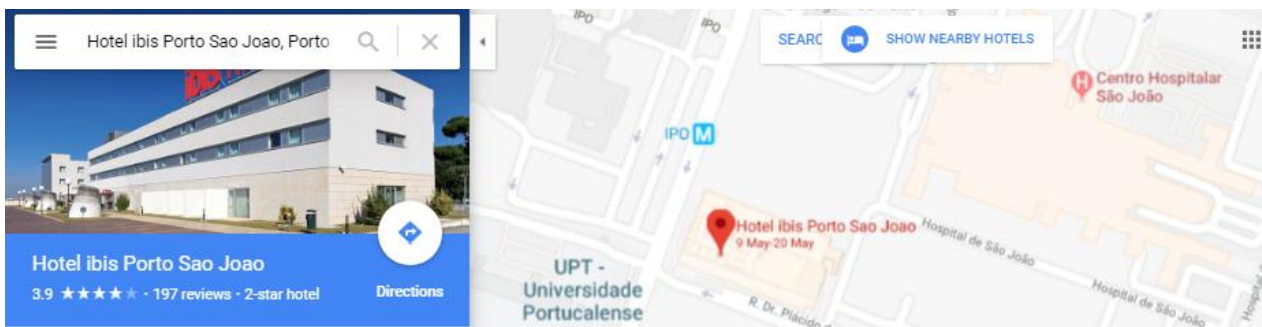 Hotel ibis Porto Sao Joao, Porto
ibis
Hotel ibis Porto Sao Joao
3.9 ★★★★★ · 197 reviews · 2-star hotel
Directions
IPO
IPO
SEARC
SHOW NEARBY HOTELS
Centro Hospitalar
São João
IPO M
Hotel ibis Porto Sao Joao
9 May-20 May
Hospital de São João
UPT -
Universidade
Portucalense
R. Dr. Plácido
Hospital de São João
Hospital